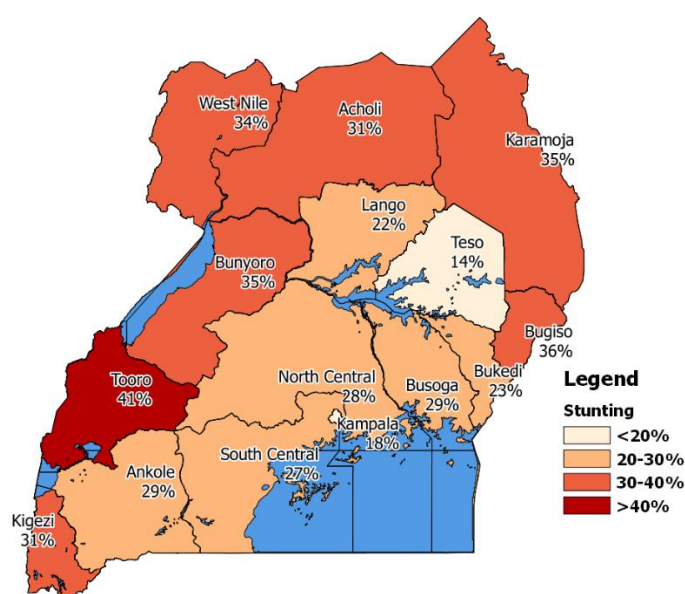 West Nile
34%
Acholi
31%
Karamoja
35%
Lango
22%
Teso
14%
Bunyoro
35%
Bugiso
36%
Tooro
41%
North Central
28%
Busoga
29%
Bukedi
23%
Kampala
18%
South Central
27%
Ankole
29%
Kigezi
31%
Legend
Stunting
<20%
20-30%
30-40%
>40%